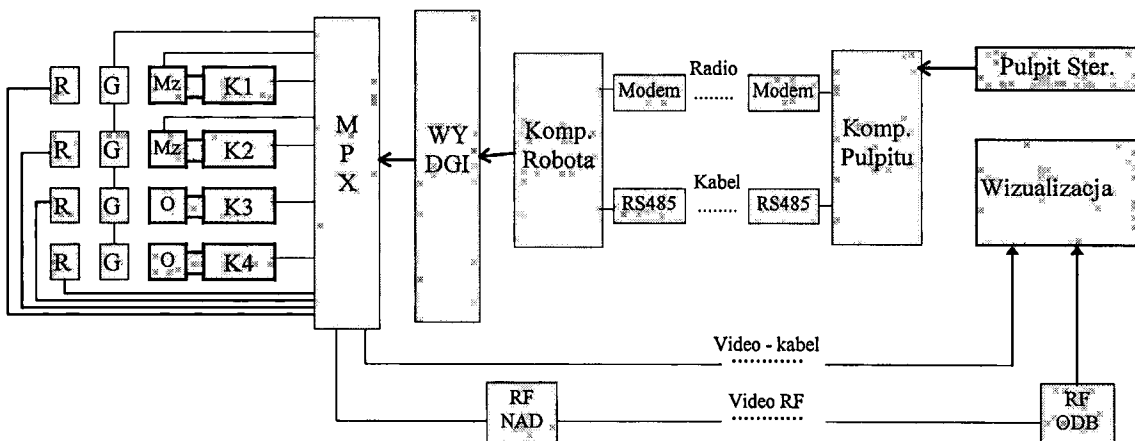 R G Mz K1
R G Mz K2
R G O K3
R G O K4
M
P
X
WY
DGI
Komp.
Robota
Modem
Radio
........
Modem
RS485
Kabel
........
RS485
Komp.
Pulpitu
Pulpit Ster.
Wizualizacja
Video - kabel
............
RF
NAD
Video RF
............
RF
ODB